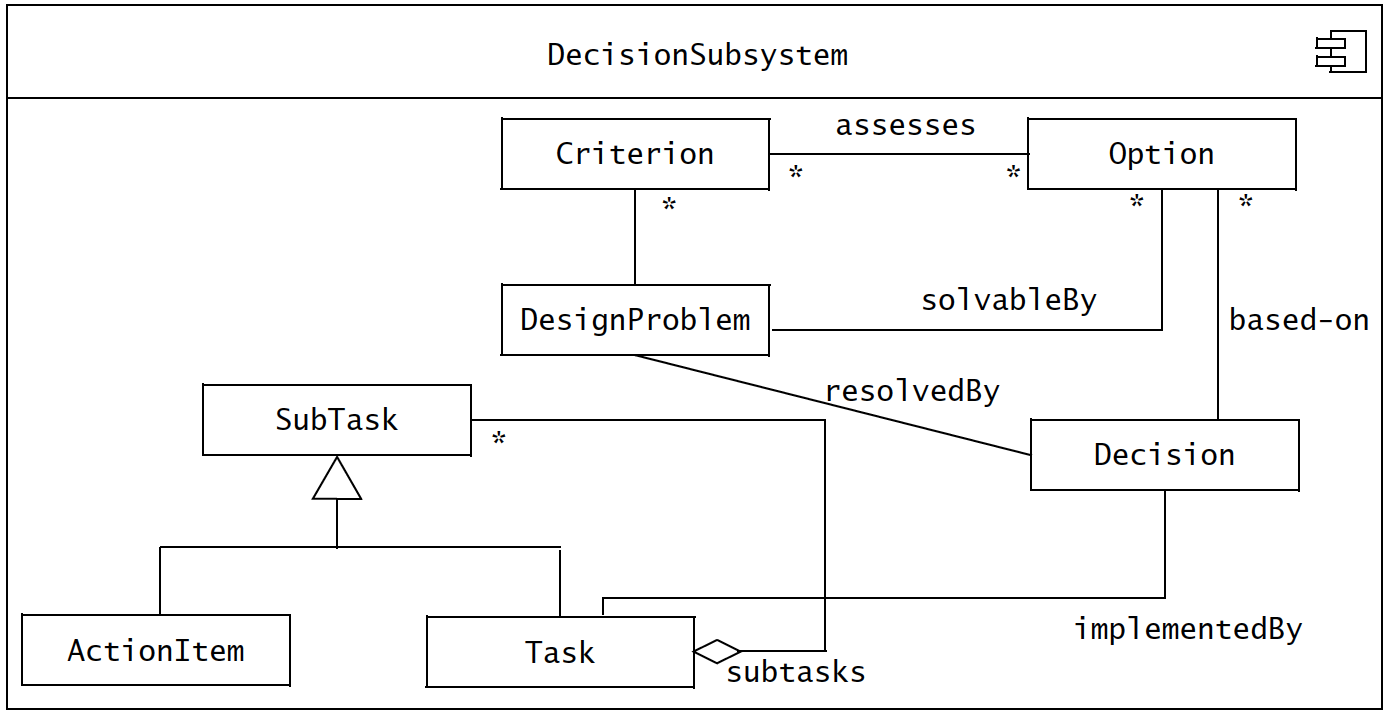 DecisionSubsystem
assesses
Criterion
Option
*
*
*
*
*
solvableBy
DesignProblem
based-on
resolvedBy
SubTask
*
Decision
implementedBy
ActionItem
Task
subtasks